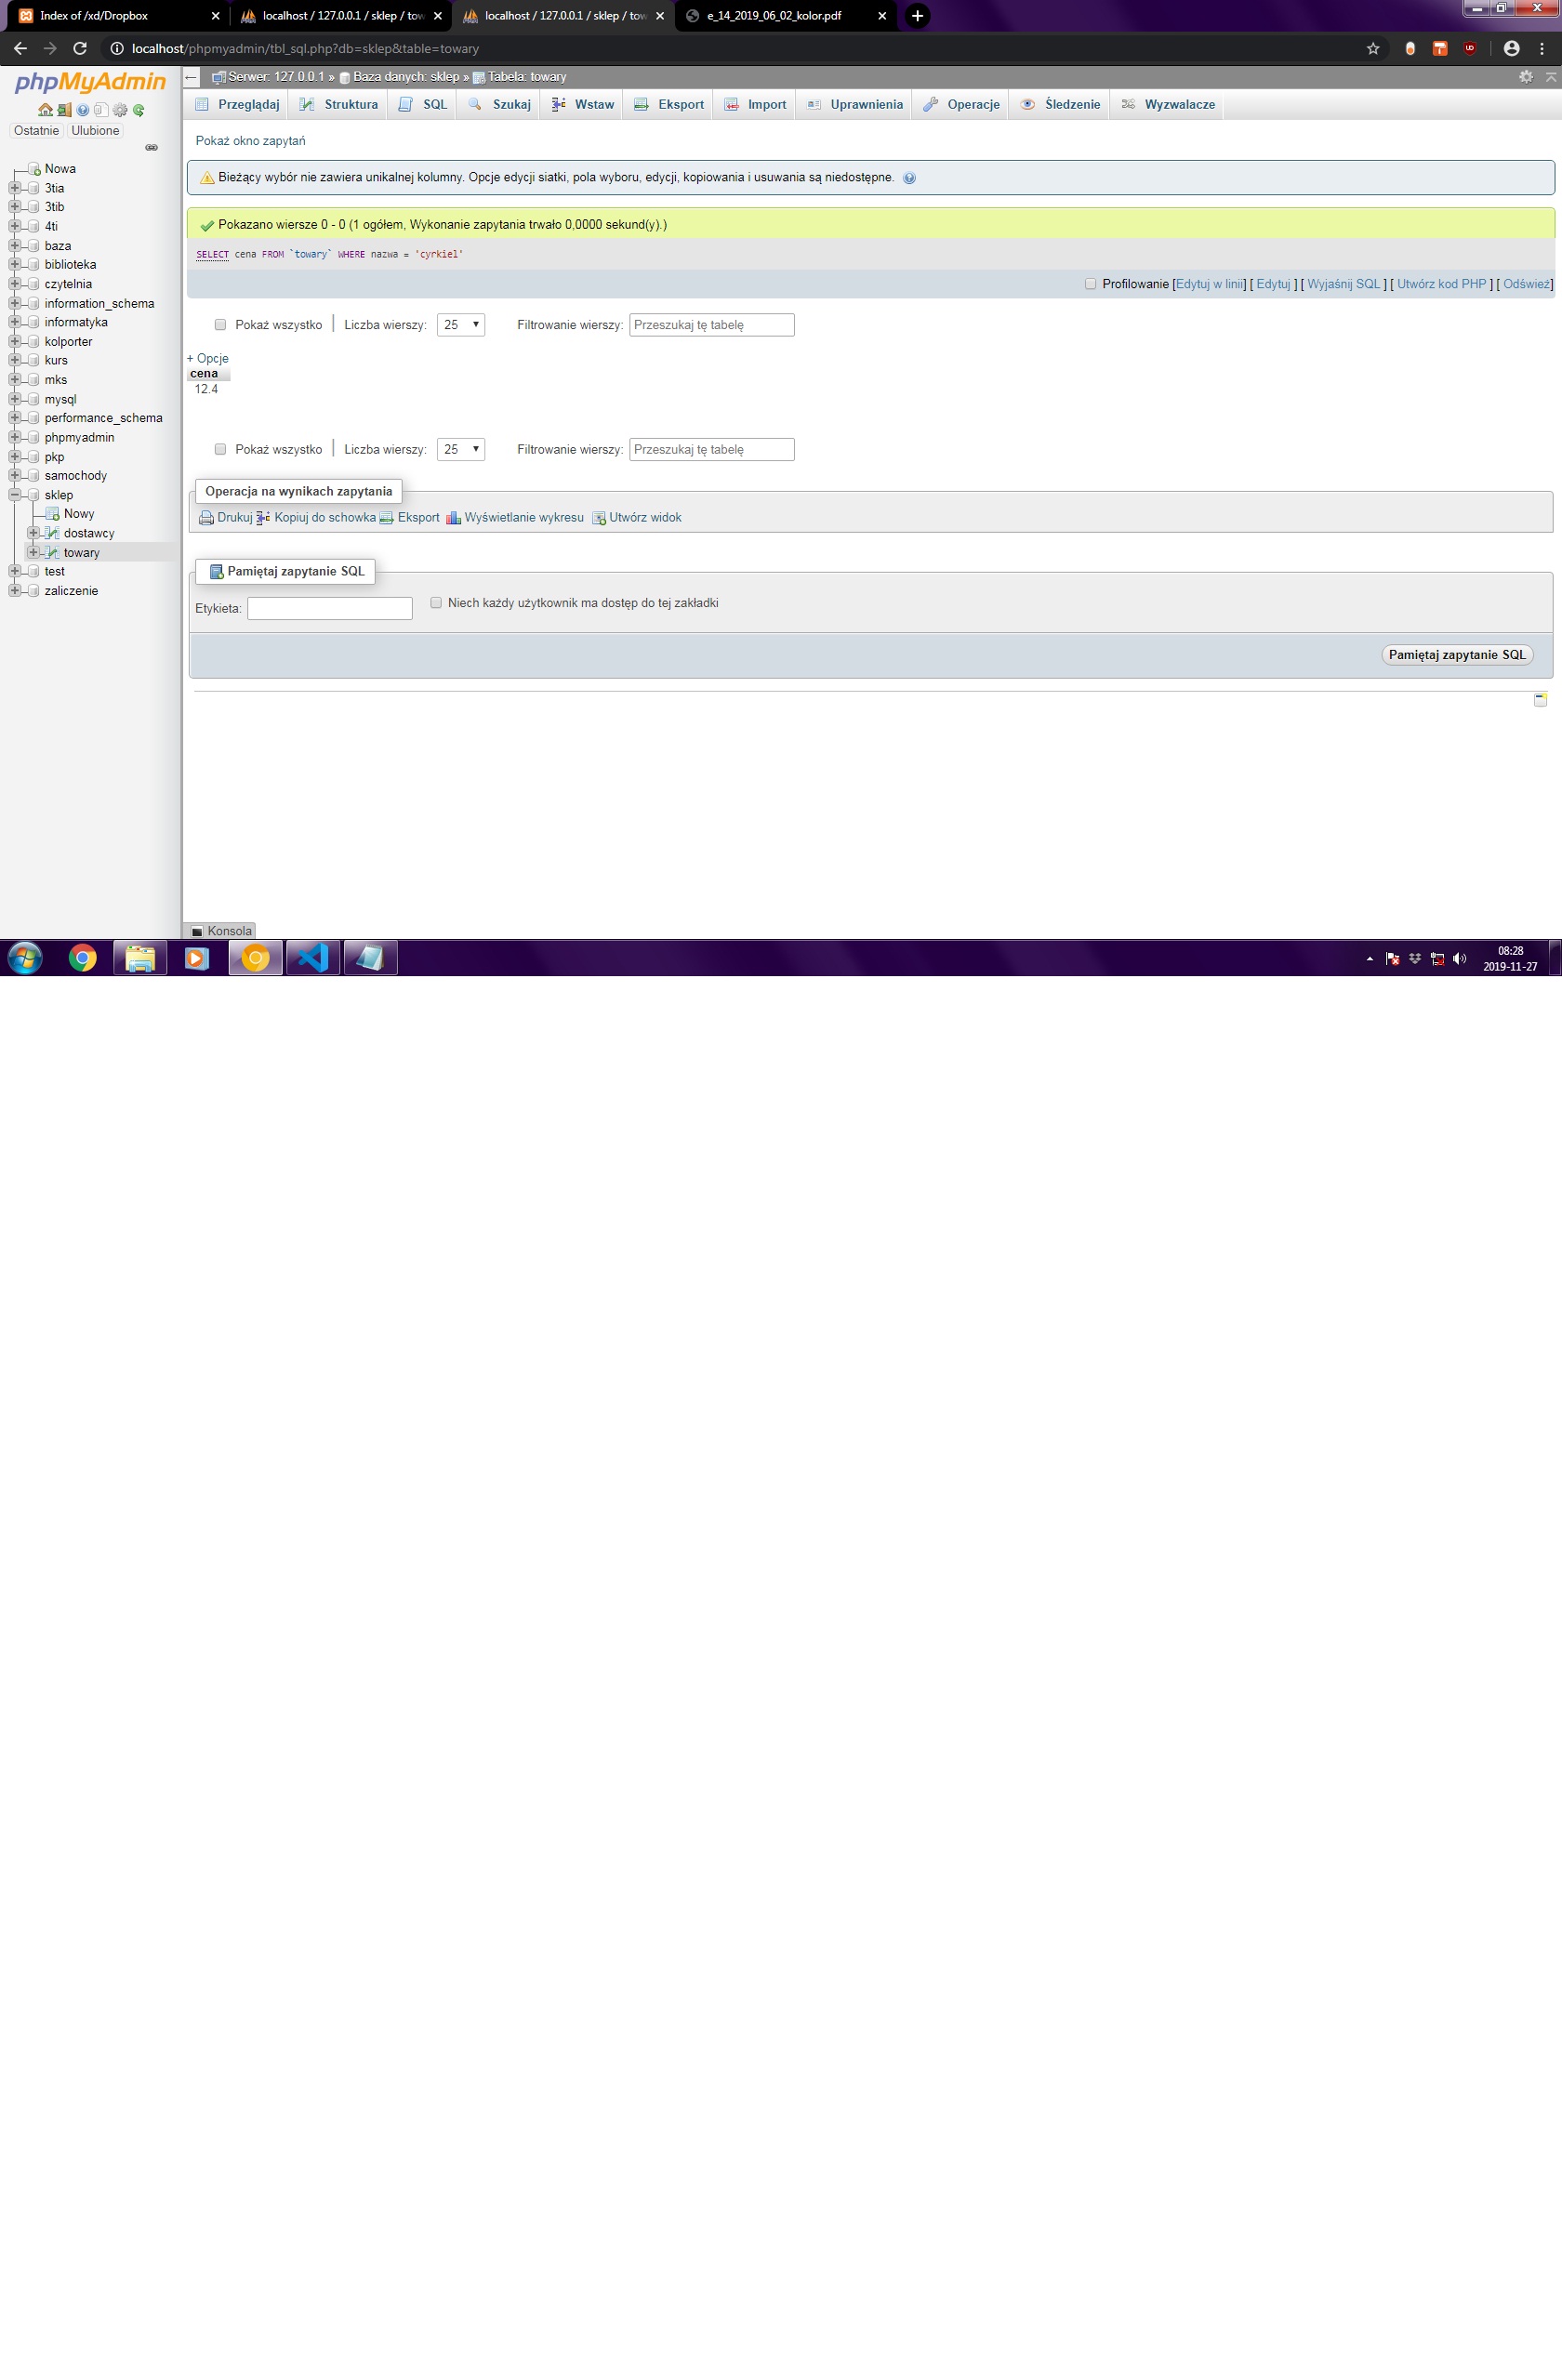 Index of /xd/Dropbox
localhost / 127.0.0.1 / sklep / tow
localhost / 127.0.0.1 / sklep / tow
e_14_2019_06_02_kolor.pdf
localhost/phpmyadmin/tbl_sql.php?db=sklep&table=towary
phpMyAdmin
Ostatnie Ulubione
Nowa
3tia
3tib
4ti
baza
biblioteka
czytelnia
information_schema
informatyka
kolporter
kurs
mks
mysql
performance_schema
phpmyadmin
pkp
samochody
sklep
Nowy
dostawcy
towary
test
zaliczenie
Serwer: 127.0.0.1 » Baza danych: sklep » Tabela: towary
Przeglądaj Struktura SQL Szukaj Wstaw Eksport Import Uprawnienia Operacje Śledzenie Wyzwalacze
Pokaż okno zapytań
Bieżący wybór nie zawiera unikalnej kolumny. Opcje edycji siatki, pola wyboru, edycji, kopiowania i usuwania są niedostępne.
Pokazano wiersze 0 - 0 (1 ogółem, Wykonanie zapytania trwało 0,0000 sekund(y).)
SELECT cena FROM `towary` WHERE nazwa = 'cyrkiel'
Profilowanie [Edytuj w linii] [ Edytuj ] [ Wyjaśnij SQL ] [ Utwórz kod PHP ] [ Odśwież]
Pokaż wszystko Liczba wierszy: 25 Filtrowanie wierszy: Przeszukaj tę tabelę
+ Opcje
cena
12.4
Pokaż wszystko Liczba wierszy: 25 Filtrowanie wierszy: Przeszukaj tę tabelę
Operacja na wynikach zapytania
Drukuj Kopiuj do schowka Eksport Wyświetlanie wykresu Utwórz widok
Pamiętaj zapytanie SQL
Etykieta: Niech każdy użytkownik ma dostęp do tej zakładki
Pamiętaj zapytanie SQL
Konsola
08:28
2019-11-27